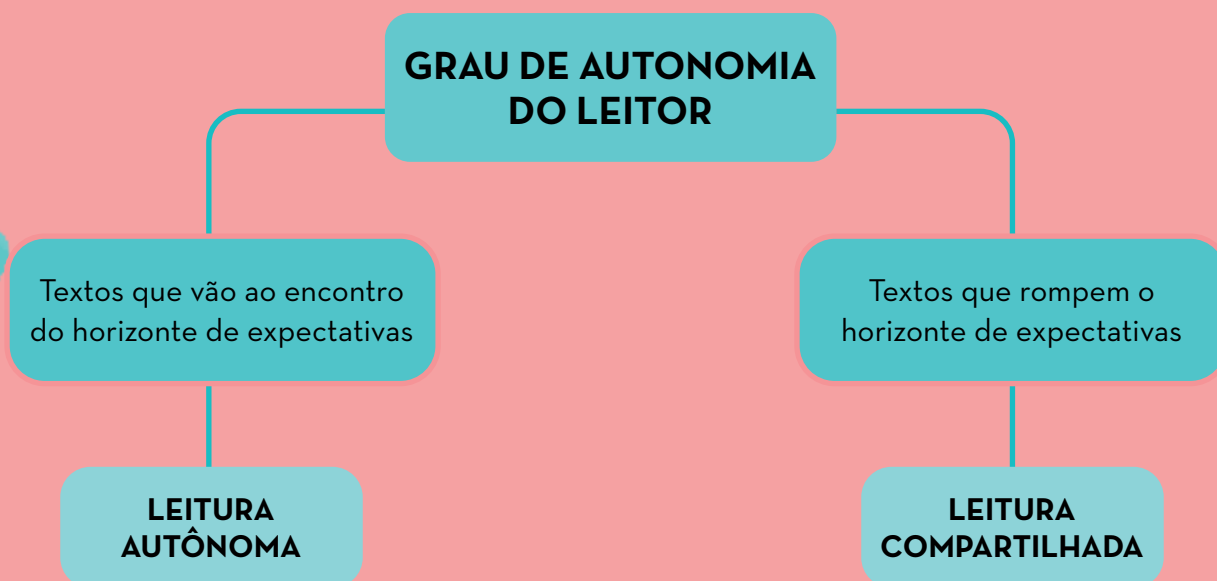 GRAU DE AUTONOMIA
DO LEITOR
Textos que vão ao encontro
do horizonte de expectativas
Textos que rompem o
horizonte de expectativas
LEITURA
AUTÔNOMA
LEITURA
COMPARTILHADA